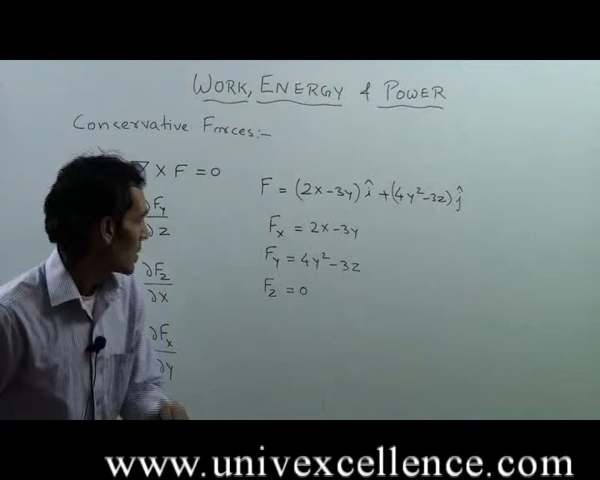 WORK, ENERGY & POWER
Conservative Forces:-
∇ X F = 0
F = (2x-3y) î + (4y²-3z) ĵ
∂Fy/∂z
Fx = 2x-3y
Fy = 4y²-3z
∂Fz/∂x
Fz = 0
∂Fx/∂y
www.univexcellence.com